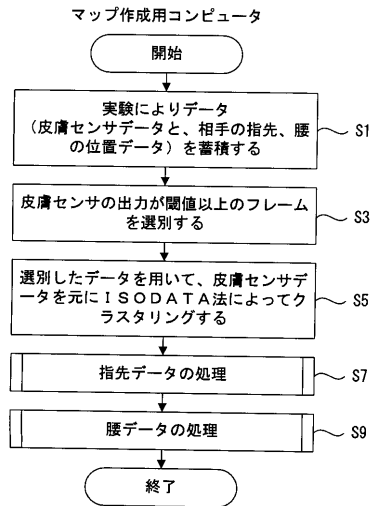 マップ作成用コンピュータ
開始
実験によりデータ
(皮膚センサデータと、相手の指先、腰
の位置データ)を蓄積する
S1
皮膚センサの出力が閾値以上のフレーム
を選別する
S3
選別したデータを用いて、皮膚センサデ
ータを元にISODATA法によってク
ラスタリングする
S5
指先データの処理
S7
腰データの処理
S9
終了